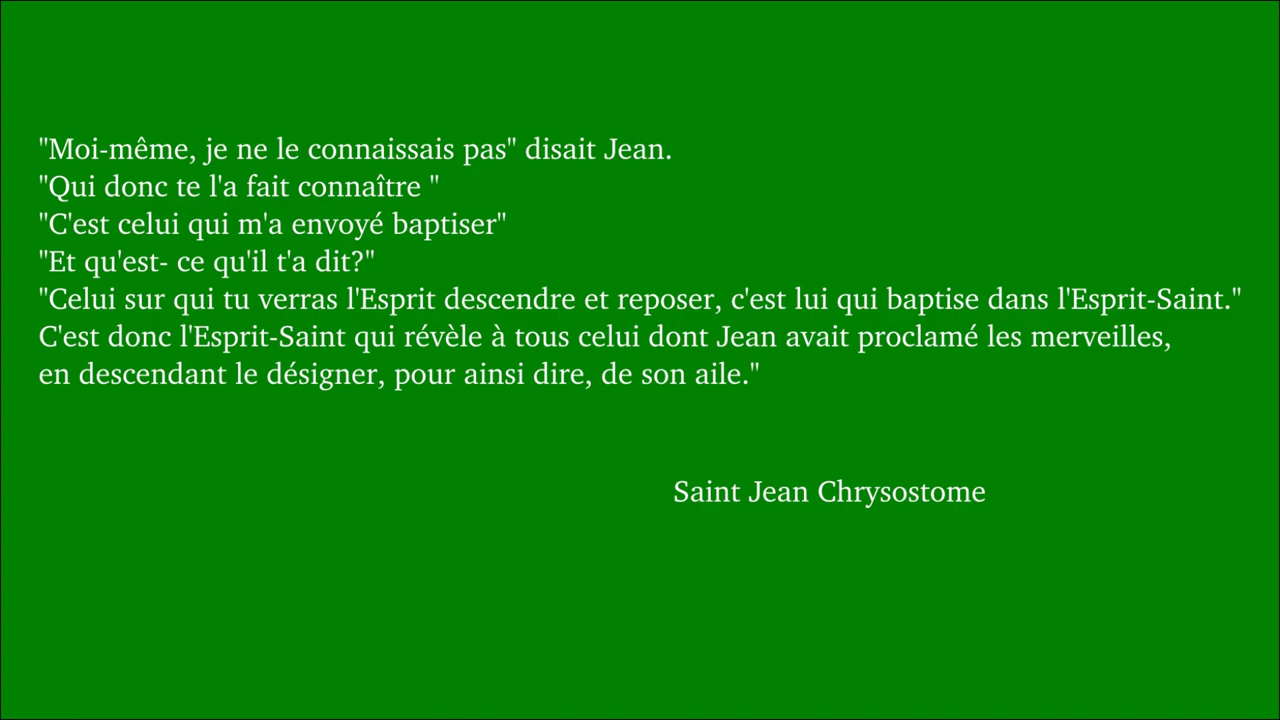 "Moi-même, je ne le connaissais pas" disait Jean.
"Qui donc te l'a fait connaître "
"C'est celui qui m'a envoyé baptiser"
"Et qu'est- ce qu'il t'a dit?"
"Celui sur qui tu verras l'Esprit descendre et reposer, c'est lui qui baptise dans l'Esprit-Saint."
C'est donc l'Esprit-Saint qui révèle à tous celui dont Jean avait proclamé les merveilles,
en descendant le désigner, pour ainsi dire, de son aile."
Saint Jean Chrysostome